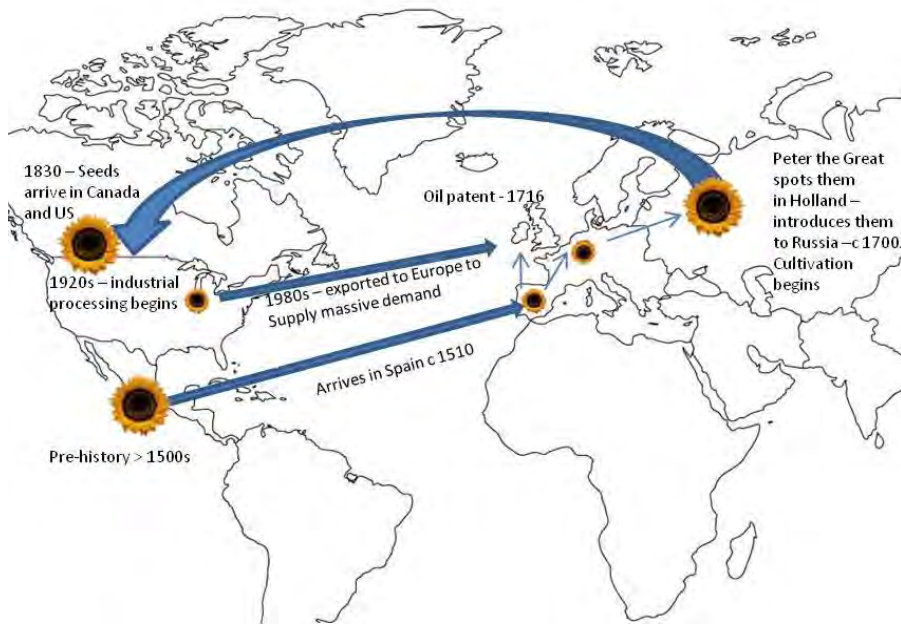 1830 – Seeds
arrive in Canada
and US
1920s – industrial
processing begins
Pre-history > 1500s
Oil patent - 1716
1980s – exported to Europe to
Supply massive demand
Arrives in Spain c 1510
Peter the Great
spots them
in Holland –
introduces them
to Russia – c 1700.
Cultivation
begins